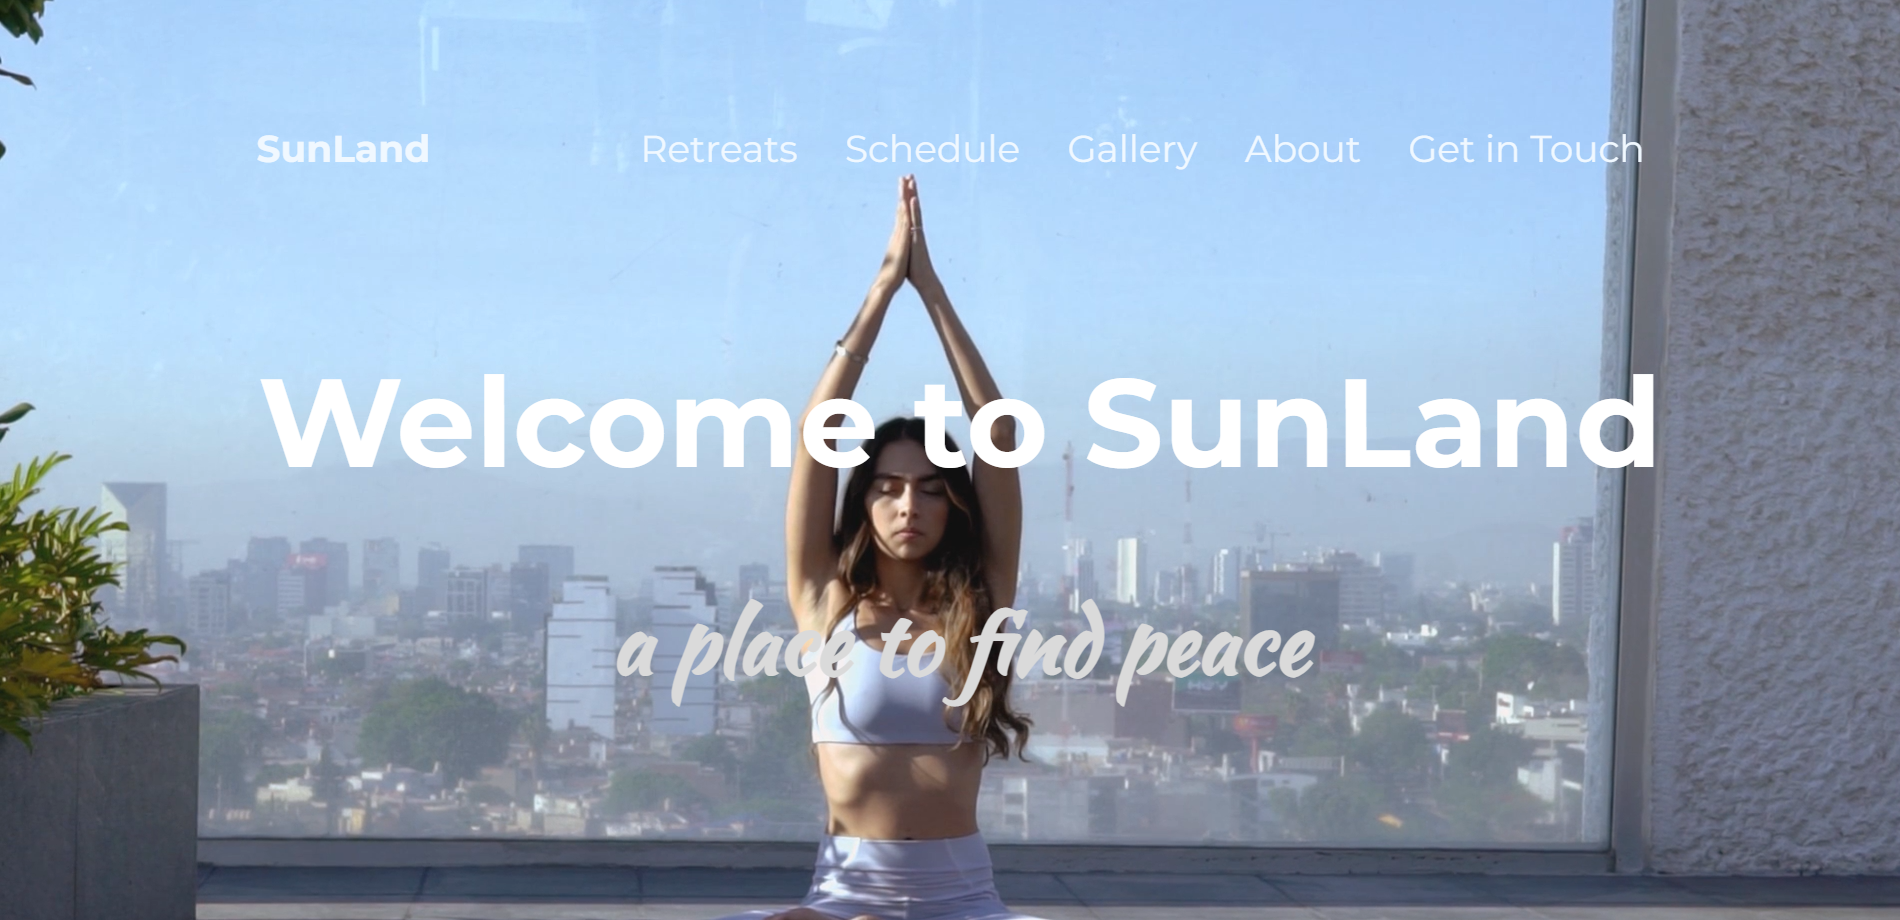 SunLand Retreats Schedule Gallery About Get in Touch
Welcome to SunLand
a place to find peace